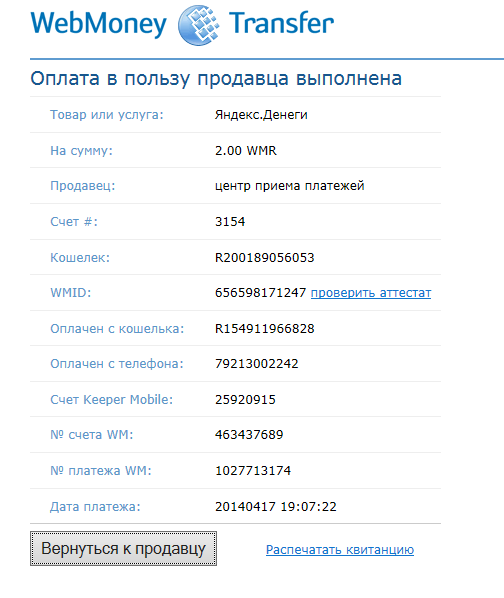 WebMoney Transfer
Оплата в пользу продавца выполнена
Товар или услуга: Яндекс.Денеги
На сумму: 2.00 WMR
Продавец: центр приема платежей
Счет #: 3154
Кошелек: R200189056053
WMID: 656598171247 проверить аттестат
Оплачен с кошелька: R154911966828
Оплачен с телефона: 79213002242
Счет Keeper Mobile: 25920915
№ счета WM: 463437689
№ платежа WM: 1027713174
Дата платежа: 20140417 19:07:22
Вернуться к продавцу Распечатать квитанцию